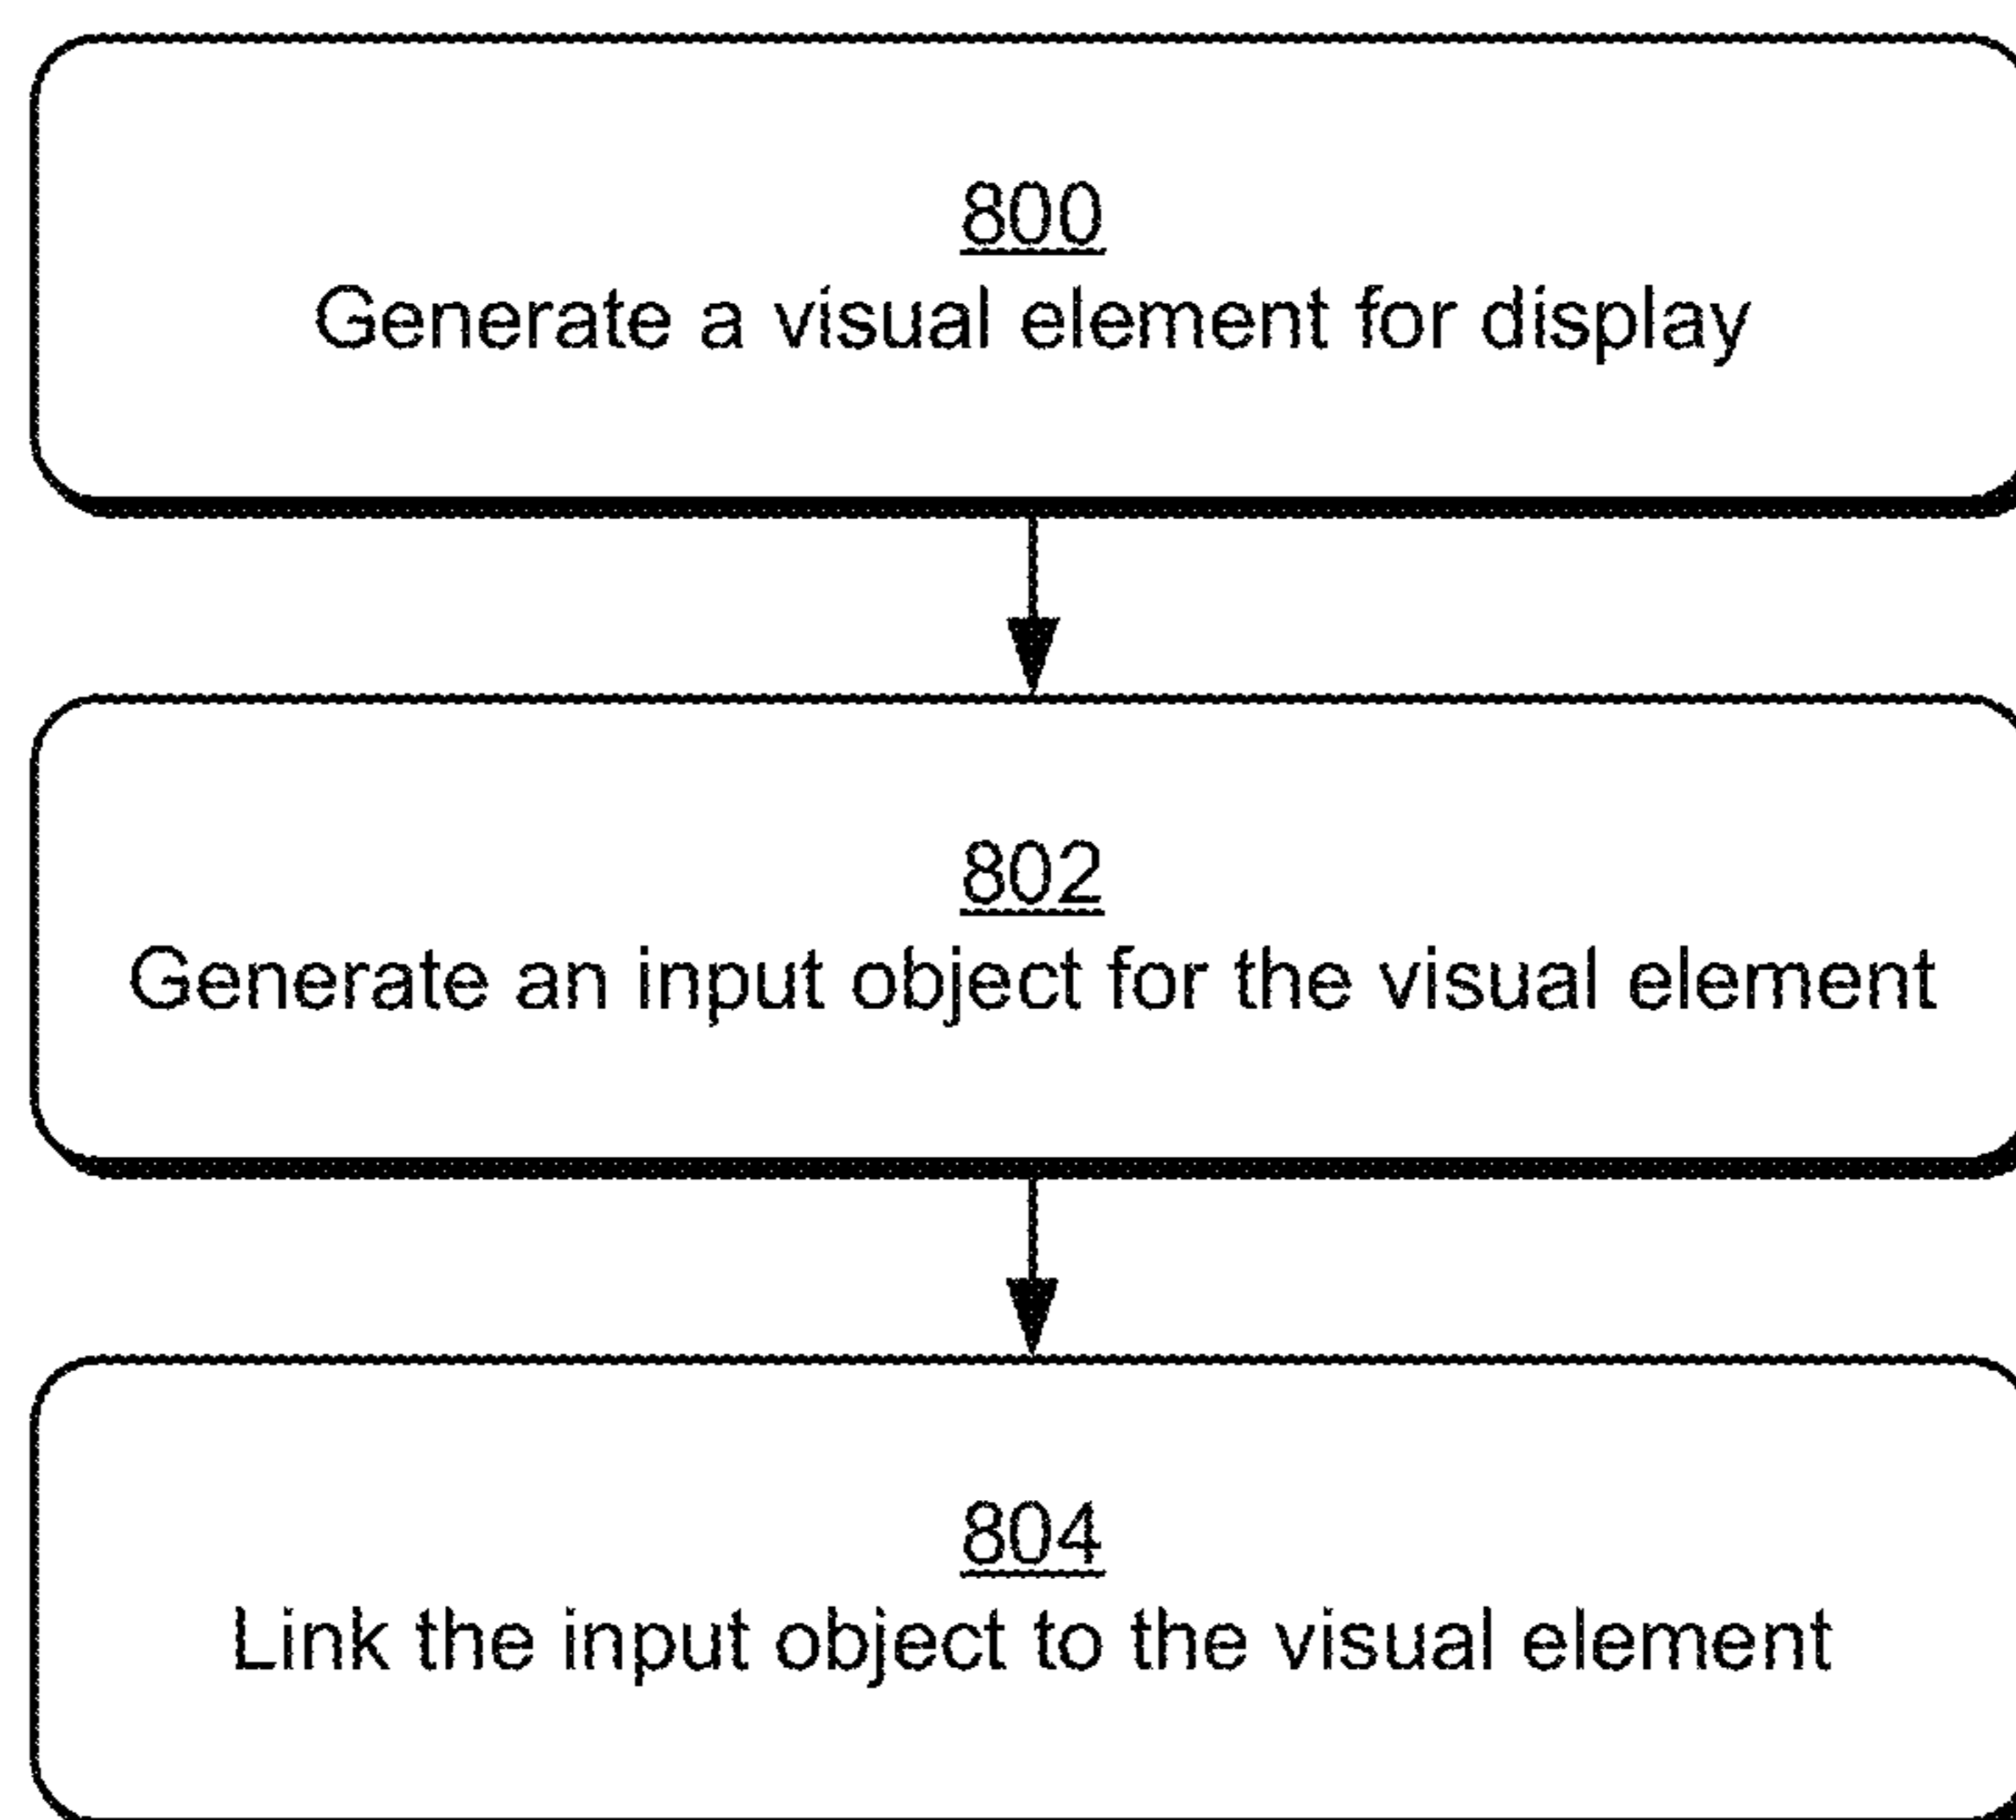 800
Generate a visual element for display
802
Generate an input object for the visual element
804
Link the input object to the visual element